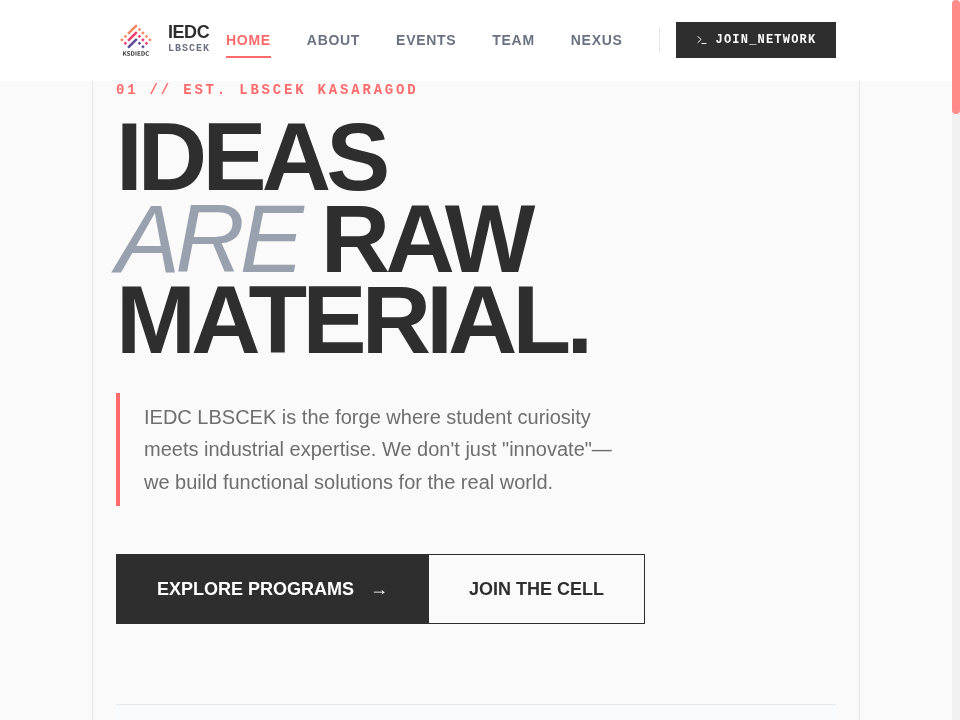 KSDIEDC
IEDC
LBSCEK
HOME
ABOUT
EVENTS
TEAM
NEXUS
JOIN_NETWORK
01 // EST. LBSCEK KASARAGOD
IDEAS
ARE RAW
MATERIAL.
IEDC LBSCEK is the forge where student curiosity
meets industrial expertise. We don't just "innovate"—
we build functional solutions for the real world.
EXPLORE PROGRAMS →
JOIN THE CELL